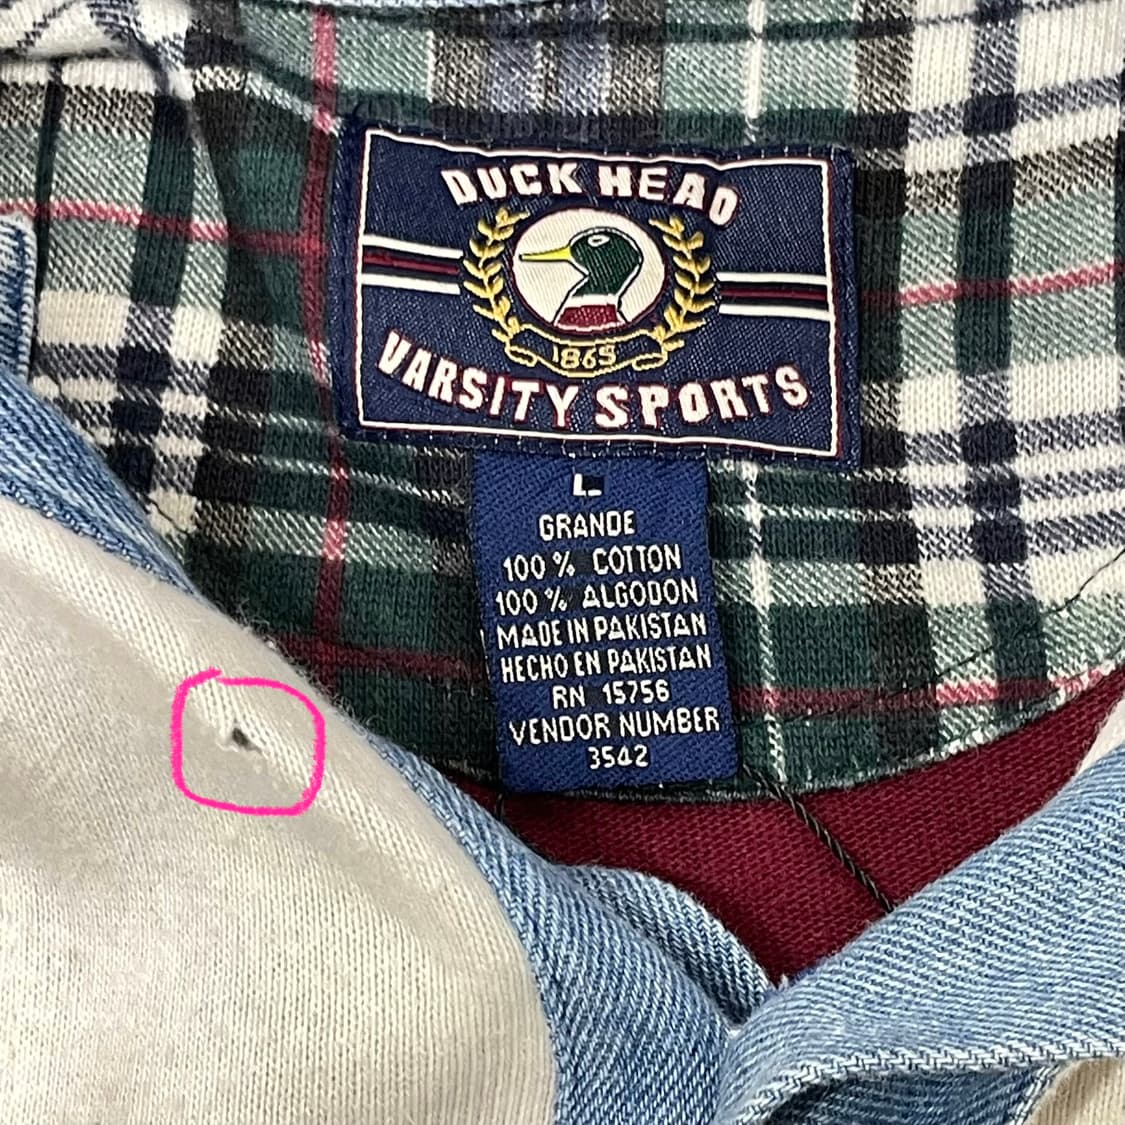 DUCK HEAD
1865
VARSITY SPORTS
L
GRANDE
100% COTTON
100% ALGODON
MADE IN PAKISTAN
HECHO EN PAKISTAN
RN 15756
VENDOR NUMBER
3542